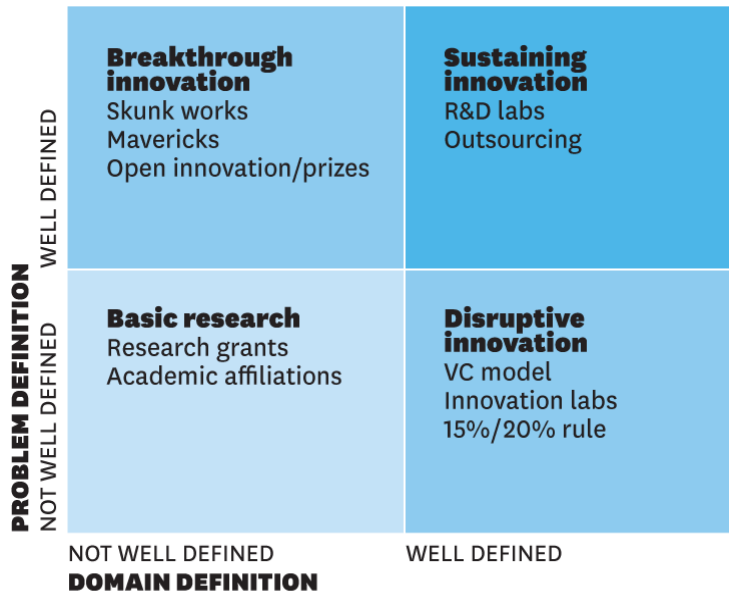 PROBLEM DEFINITION
WELL DEFINED
NOT WELL DEFINED
Breakthrough
innovation
Skunk works
Mavericks
Open innovation/prizes
Sustaining
innovation
R&D labs
Outsourcing
Basic research
Research grants
Academic affiliations
Disruptive
innovation
VC model
Innovation labs
15%/20% rule
NOT WELL DEFINED
WELL DEFINED
DOMAIN DEFINITION